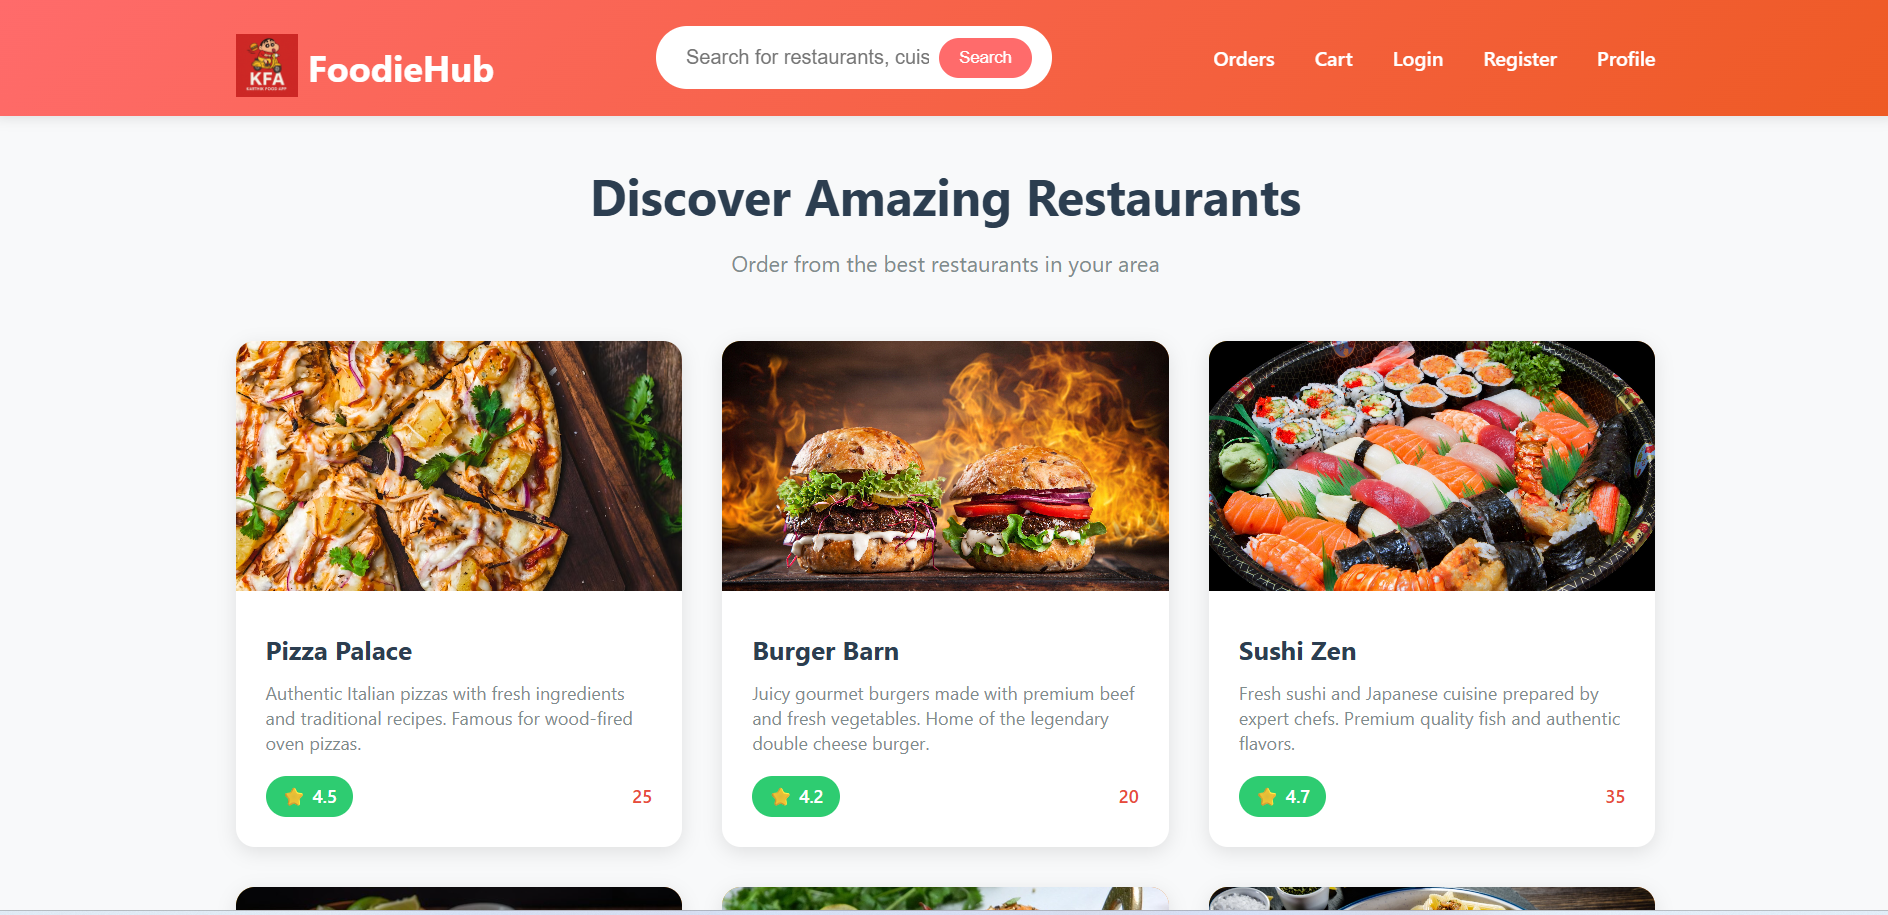 KFA
KARTHIK FOOD APP
FoodieHub
Search for restaurants, cuis
Search
Orders
Cart
Login
Register
Profile
Discover Amazing Restaurants
Order from the best restaurants in your area
Pizza Palace
Authentic Italian pizzas with fresh ingredients
and traditional recipes. Famous for wood-fired
oven pizzas.
4.5
25
Burger Barn
Juicy gourmet burgers made with premium beef
and fresh vegetables. Home of the legendary
double cheese burger.
4.2
20
Sushi Zen
Fresh sushi and Japanese cuisine prepared by
expert chefs. Premium quality fish and authentic
flavors.
4.7
35